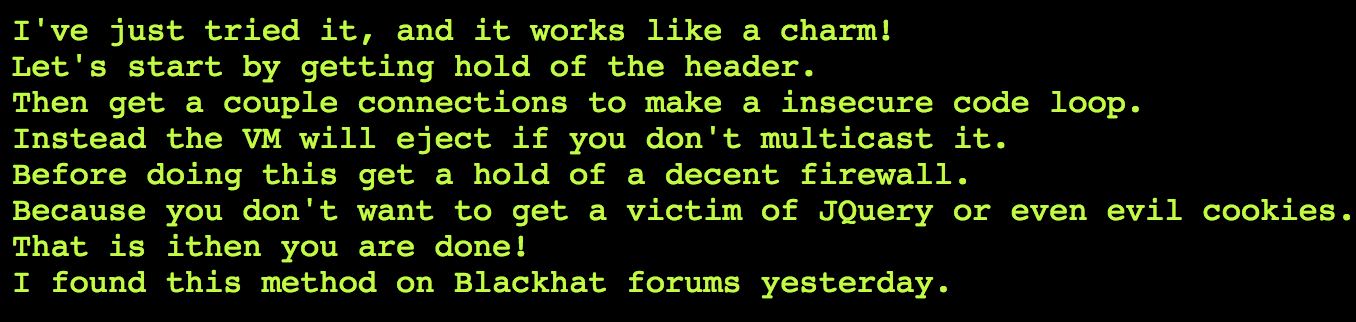 I've just tried it, and it works like a charm!
Let's start by getting hold of the header.
Then get a couple connections to make a insecure code loop.
Instead the VM will eject if you don't multicast it.
Before doing this get a hold of a decent firewall.
Because you don't want to get a victim of JQuery or even evil cookies.
That is ithen you are done!
I found this method on Blackhat forums yesterday.